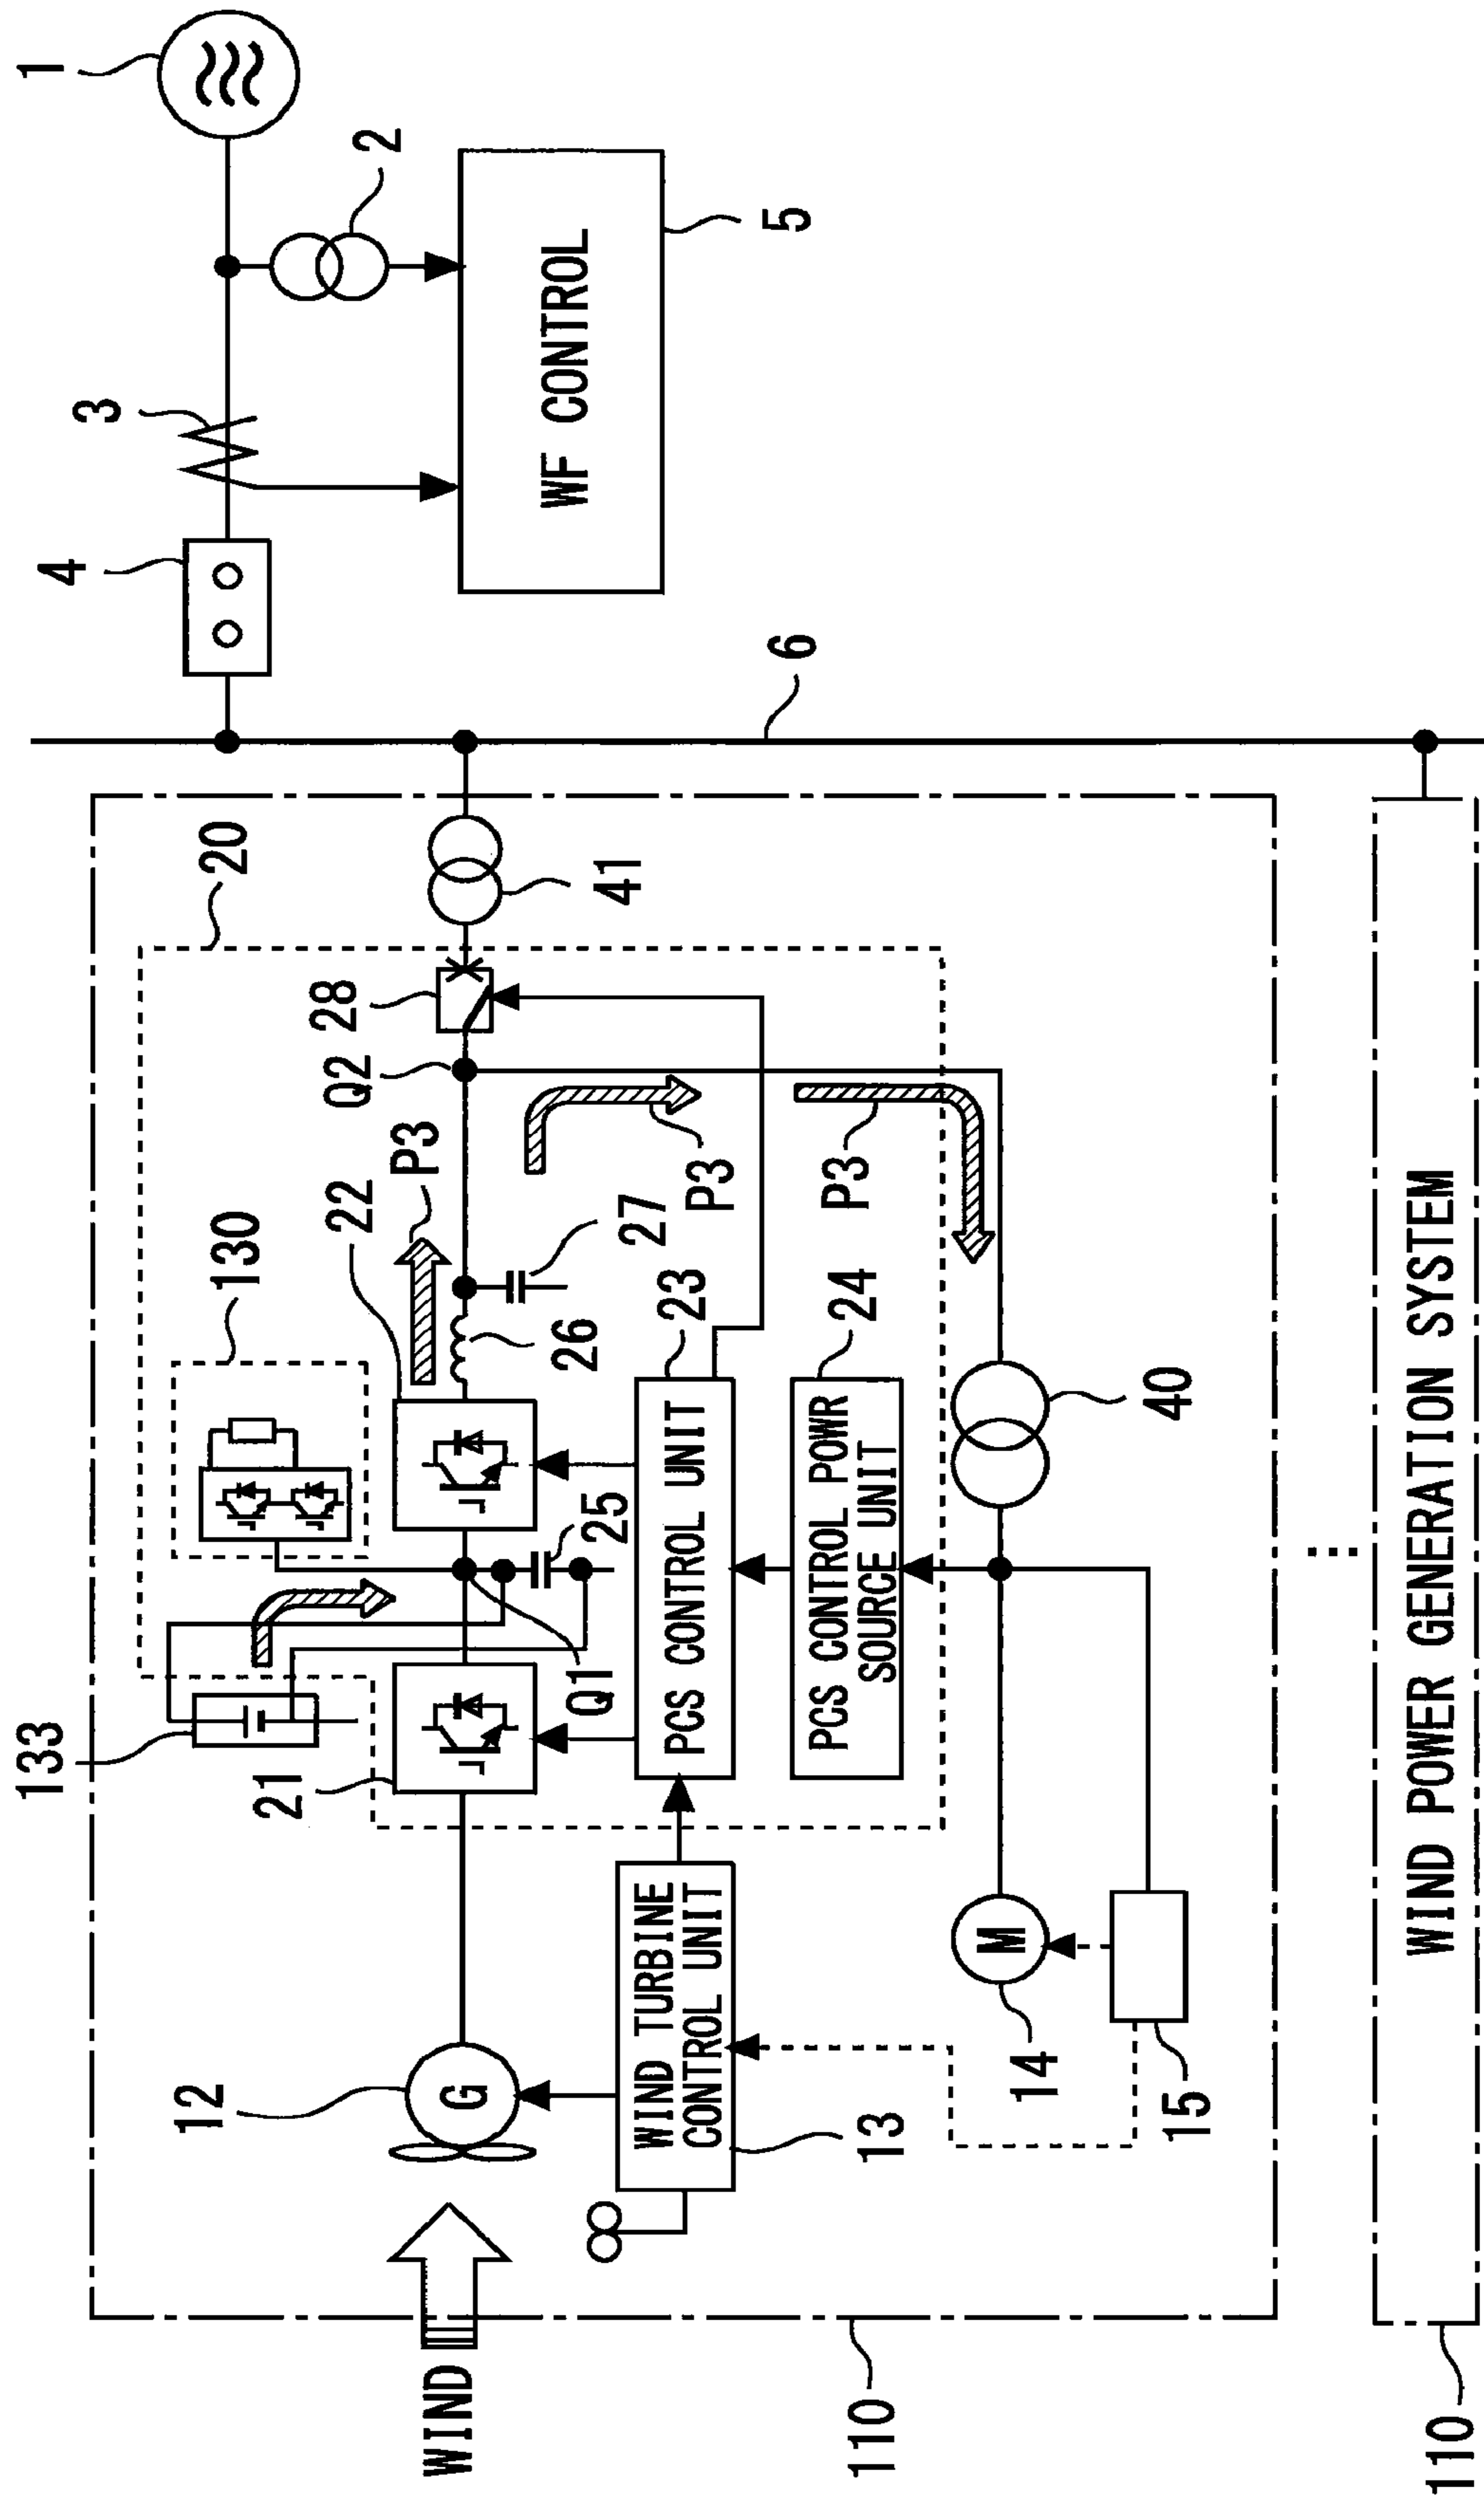 1
2
3
4
WF CONTROL
5
6
20
41
28
Q2
P3
22
130
P3
P3
27
26
23
24
40
25
133
21
Q1
PCS CONTROL UNIT
PCS CONTROL POWR
SOURCE UNIT
12
G
WIND TURBINE
CONTROL UNIT
13
M
14
15
WIND
110
WIND POWER GENERATION SYSTEM
110